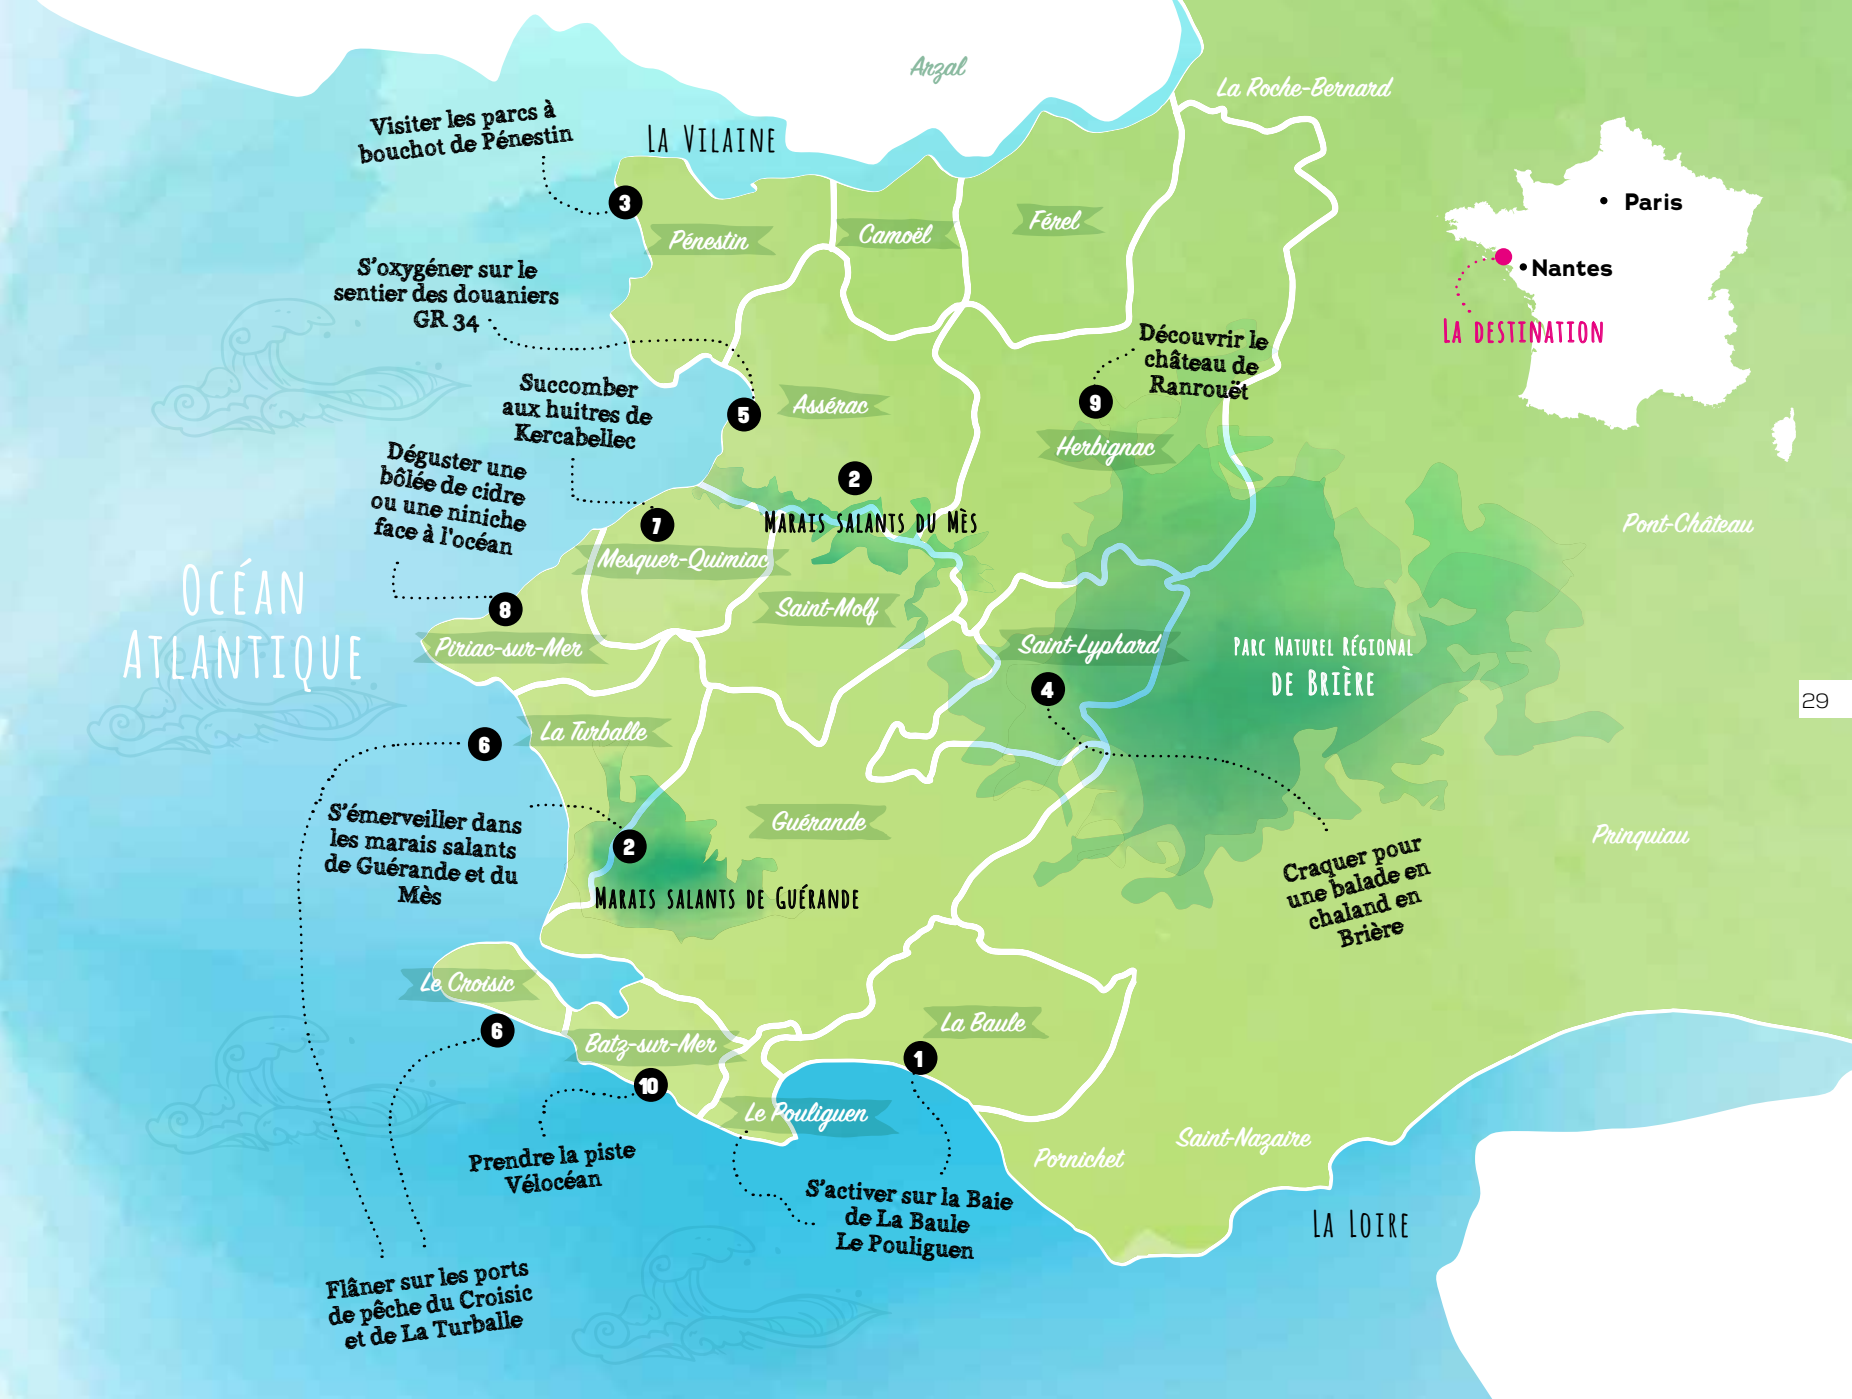 Arzal
La Roche-Bernard
Visiter les parcs à
bouchot de Pénestin
La Vilaine
3
Pénestin
Camoël
Férel
Paris
Nantes
La destination
S'oxygéner sur le
sentier des douaniers
GR 34
5
Assérac
Découvrir le
château de
Ranrouët
9
Herbignac
Succomber
aux huitres de
Kercabellec
7
Mesquer-Quimiac
2
Marais salants du Mès
Déguster une
bôlée de cidre
ou une niniche
face à l'océan
8
Piriac-sur-Mer
Saint-Molf
Pont-Château
Océan
Atlantique
Saint-Lyphard
4
Parc Naturel Régional
de Brière
29
6
La Turballe
S'émerveiller dans
les marais salants
de Guérande et du
Mès
2
Marais salants de Guérande
Guérande
Prinquiau
Craquer pour
une balade en
chaland en
Brière
Le Croisic
6
Batz-sur-Mer
10
La Baule
1
Le Pouliguen
Prendre la piste
Vélocéan
S'activer sur la Baie
de La Baule
Le Pouliguen
Pornichet
Saint-Nazaire
La Loire
Flâner sur les ports
de pêche du Croisic
et de La Turballe